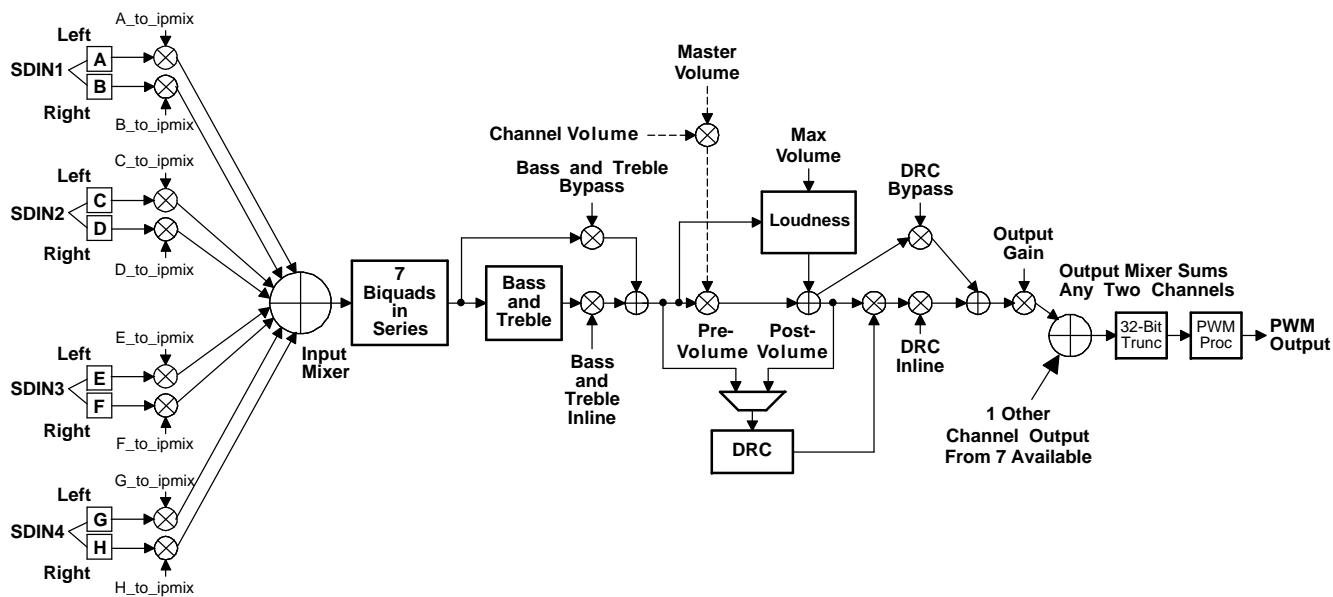 A_to_ipmix
Left
A
SDIN1
B
Right
B_to_ipmix
C_to_ipmix
Left
C
SDIN2
D
Right
D_to_ipmix
E_to_ipmix
Left
E
SDIN3
F
Right
F_to_ipmix
G_to_ipmix
Left
G
SDIN4
H
Right
H_to_ipmix
Input
Mixer
7
Biquads
in
Series
Bass and Treble
Bypass
Bass
and
Treble
Bass
and
Treble
Inline
Master
Volume
Channel Volume
Max
Volume
Loudness
Pre-
Volume
Post-
Volume
DRC
DRC
Bypass
DRC
Inline
Output
Gain
Output Mixer Sums
Any Two Channels
1 Other
Channel Output
From 7 Available
32-Bit
Trunc
PWM
Proc
PWM
Output